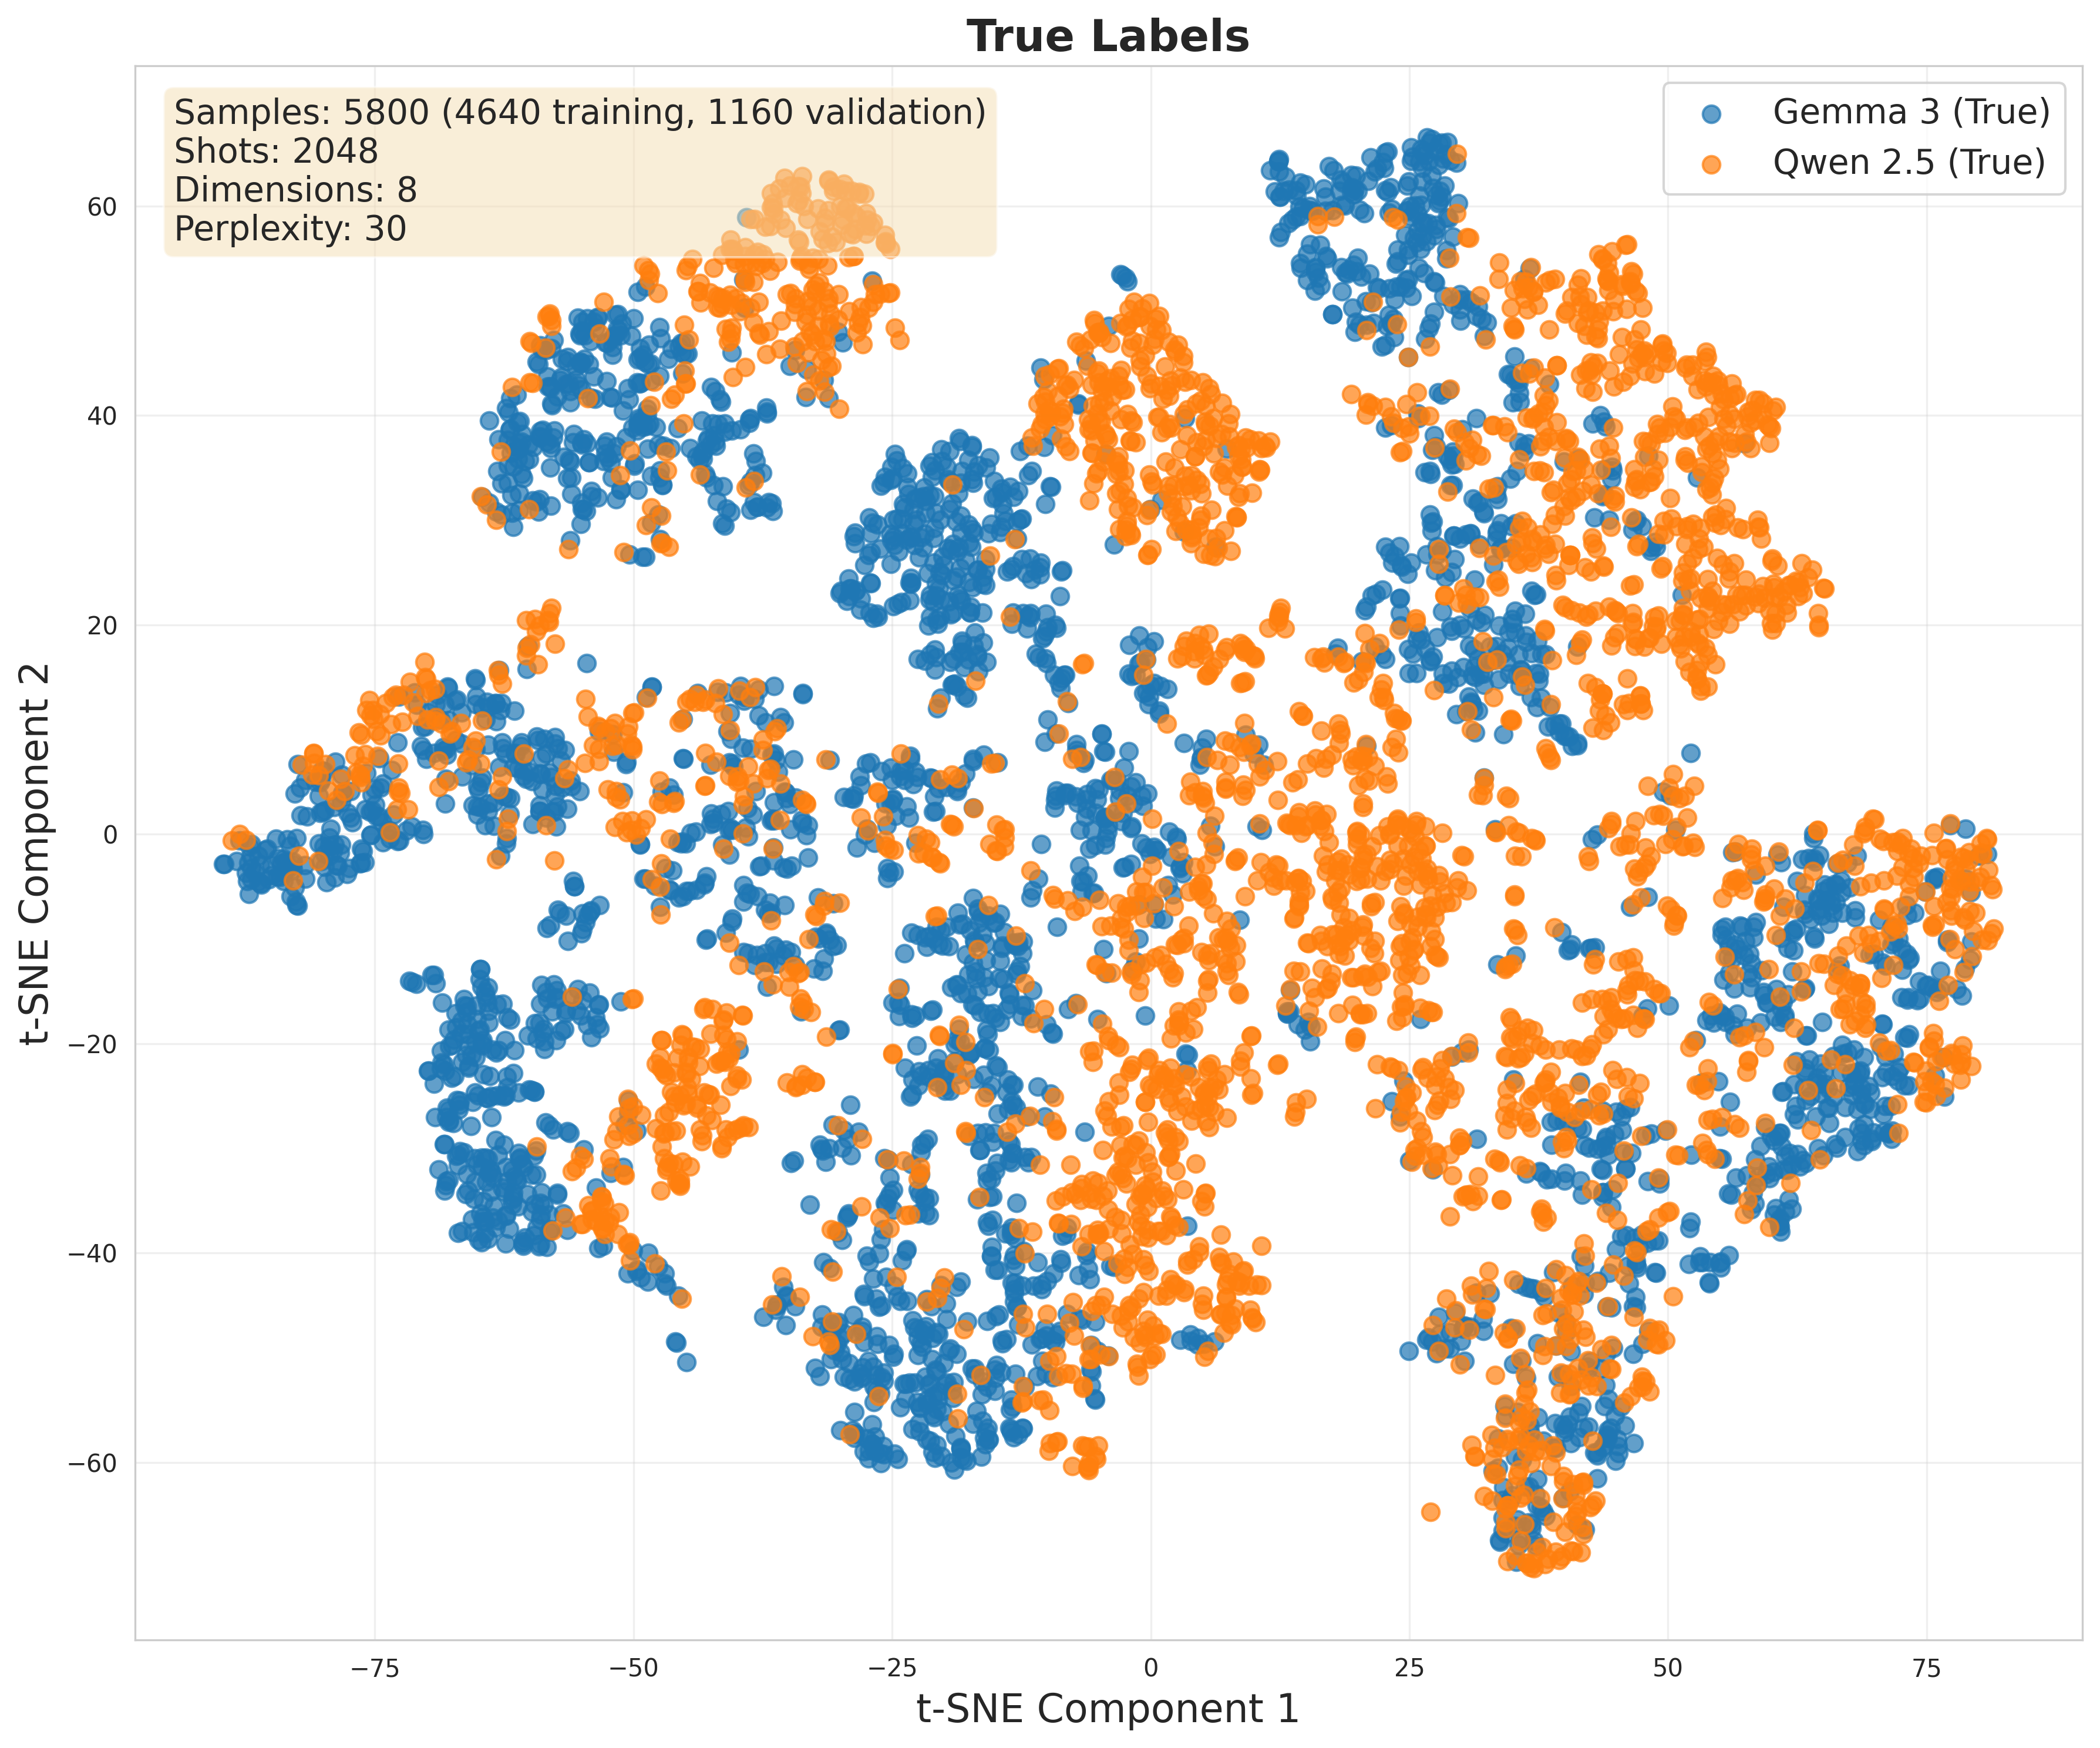 True Labels
Samples: 5800 (4640 training, 1160 validation)
Shots: 2048
Dimensions: 8
Perplexity: 30
Gemma 3 (True)
Qwen 2.5 (True)
t-SNE Component 2
60
40
20
0
−20
−40
−60
−75
−50
−25
0
25
50
75
t-SNE Component 1